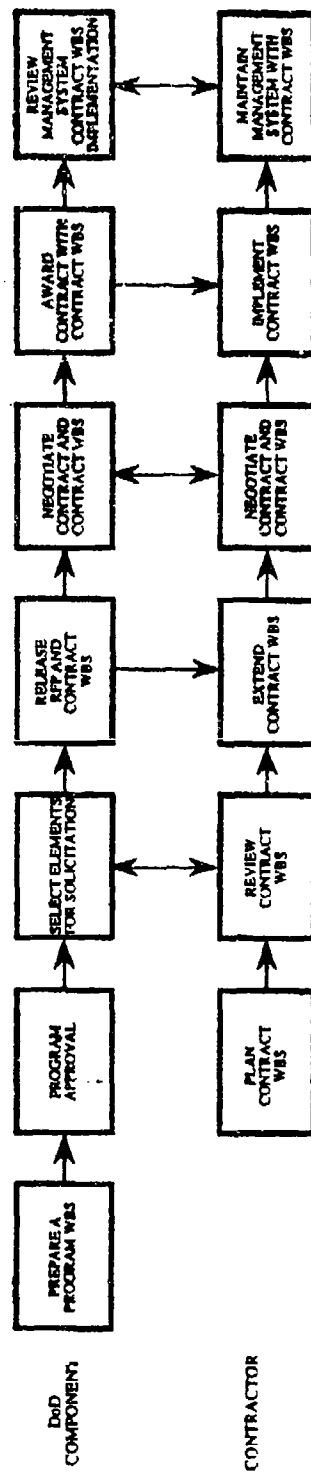 DoD
COMPONENTS
PREPARE A
PROGRAM WBS
PROGRAM
APPROVAL
SELECT ELEMENTS
FOR SOLICITATION
RELEASE
RFP AND
CONTRACT
WBS
NEGOTIATE
CONTRACT AND
CONTRACT WBS
AWARD
CONTRACT WITH
CONTRACT WBS
REVIEW
MANAGEMENT
SYSTEM
CONTRACT WBS
IMPLEMENTATION
CONTRACTOR
PLAN
CONTRACT
WBS
REVIEW
CONTRACT
WBS
EXTEND
CONTRACT WBS
NEGOTIATE
CONTRACT AND
CONTRACT WBS
IMPLEMENT
CONTRACT WBS
MAINTAIN
MANAGEMENT
SYSTEM WITH
CONTRACT WBS